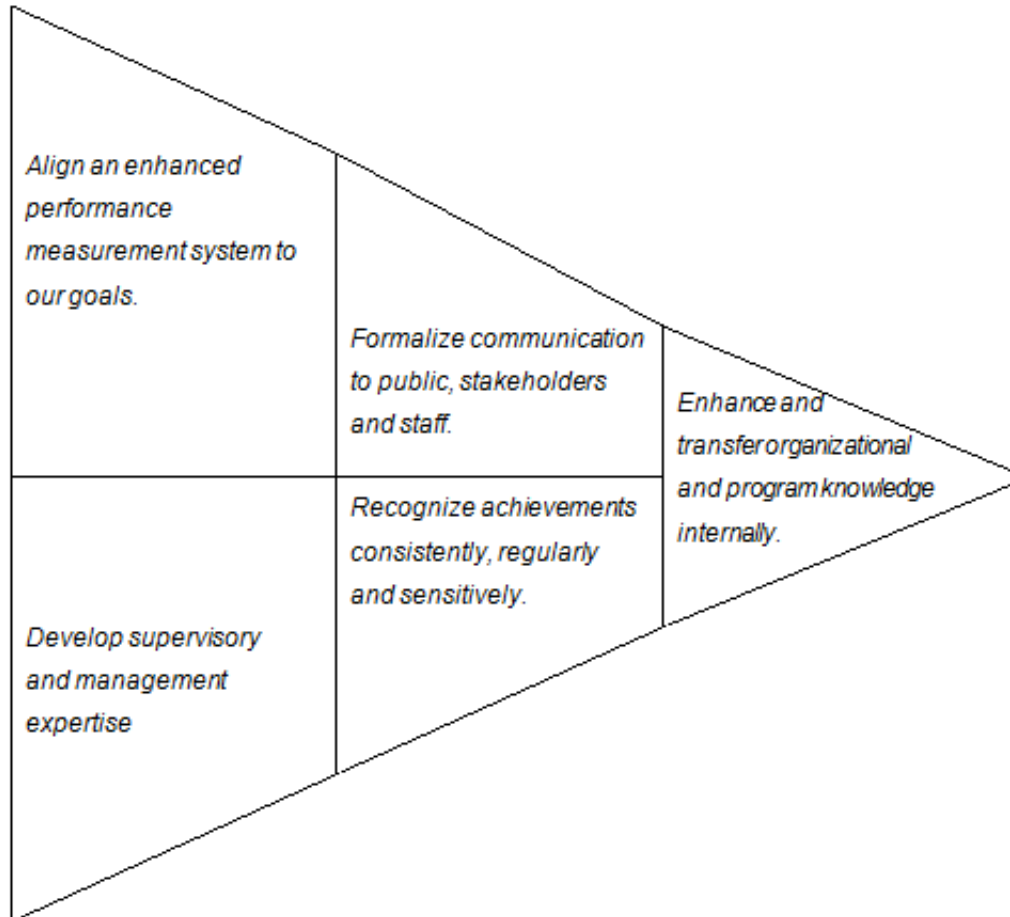 Align an enhanced
performance
measurement system to
our goals.
Formalize communication
to public, stakeholders
and staff.
Enhance and
transfer organizational
and program knowledge
internally.
Recognize achievements
consistently, regularly
and sensitively.
Develop supervisory
and management
expertise